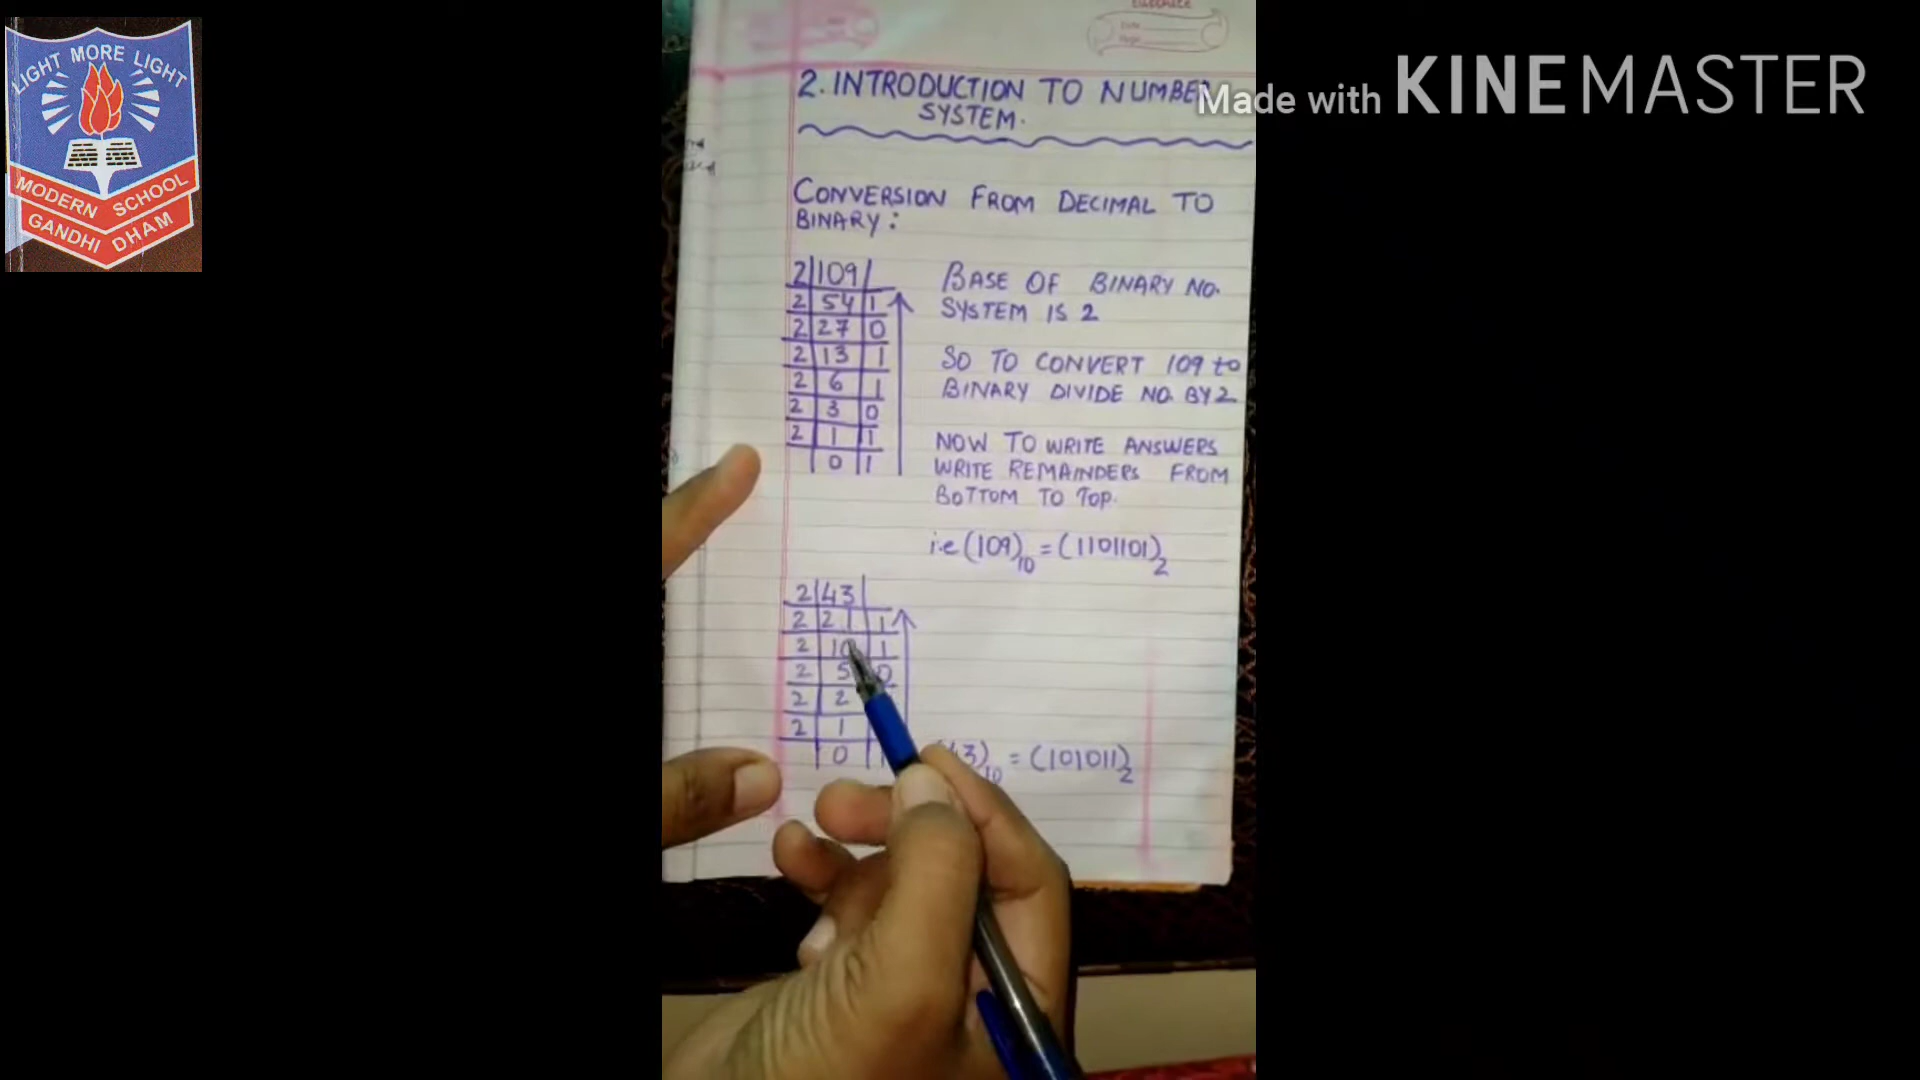 LIGHT MORE LIGHT
MODERN SCHOOL
GANDHI DHAM
Made with KINEMASTER
2. INTRODUCTION TO NUMBER
SYSTEM.
CONVERSION FROM DECIMAL TO
BINARY:
2 109
2 54 1
2 27 0
2 13 1
2 6 1
2 3 0
2 1 1
0 1
BASE OF BINARY NO.
SYSTEM IS 2
SO TO CONVERT 109 to
BINARY DIVIDE NO. BY 2
NOW TO WRITE ANSWERS
WRITE REMAINDERS FROM
BOTTOM TO TOP.
i.e (109)10 = (1101101)2
2 43
2 21 1
2 10 1
2 5 0
2 2
2 1
0
43)10 = (101011)2